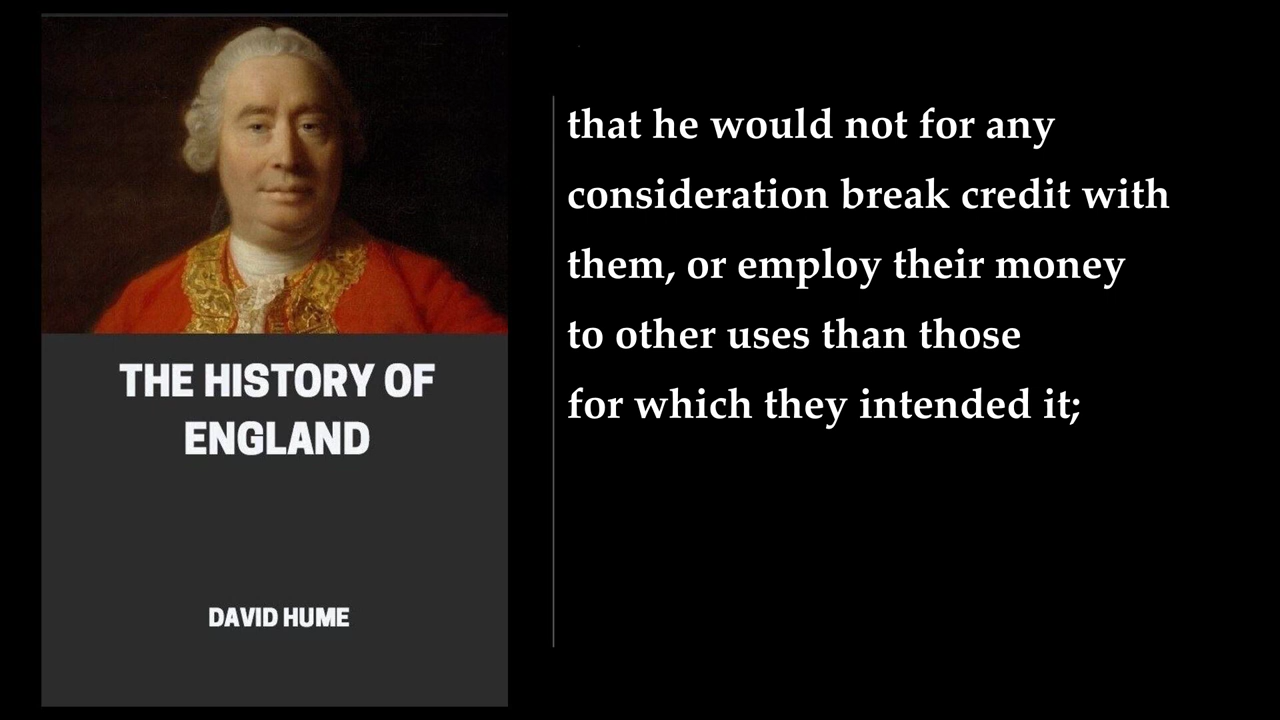 THE HISTORY OF
ENGLAND
DAVID HUME
that he would not for any
consideration break credit with
them, or employ their money
to other uses than those
for which they intended it;